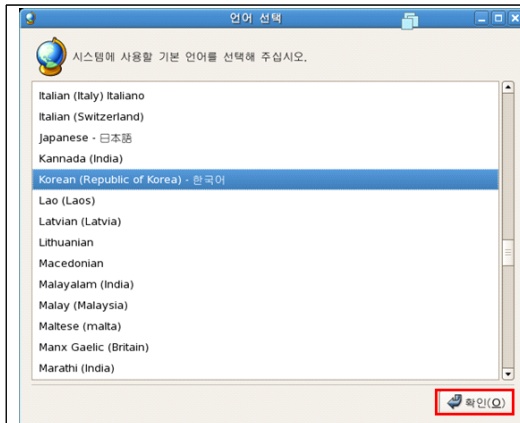 언어 선택
시스템에 사용할 기본 언어를 선택해 주십시오.
Italian (Italy) Italiano
Italian (Switzerland)
Japanese - 日本語
Kannada (India)
Korean (Republic of Korea) - 한국어
Lao (Laos)
Latvian (Latvia)
Lithuanian
Macedonian
Malayalam (India)
Malay (Malaysia)
Maltese (malta)
Manx Gaelic (Britain)
Marathi (India)
확인(O)